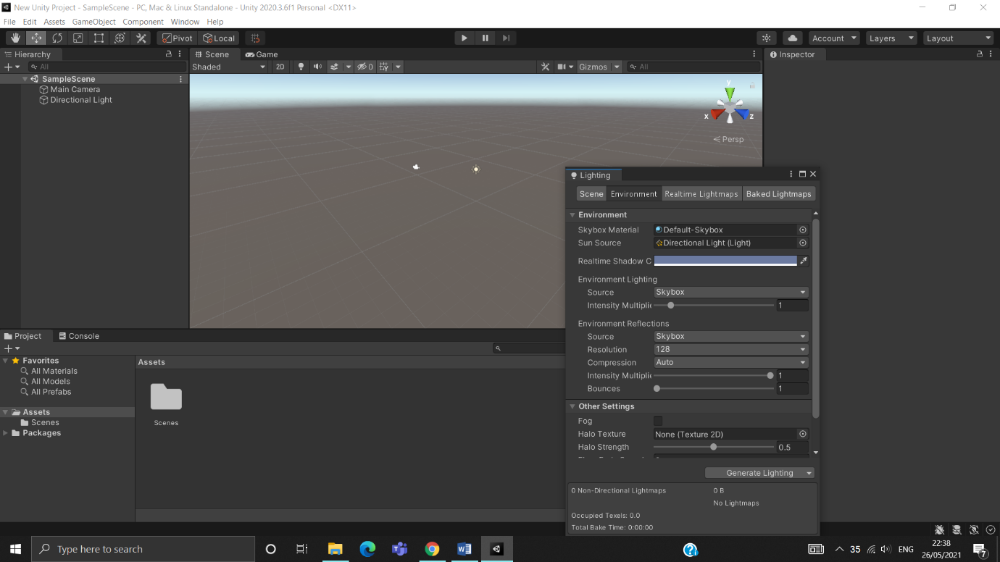 New Unity Project - SampleScene - PC, Mac & Linux Standalone - Unity 2020.3.6f1 Personal <DX11>
File Edit Assets GameObject Component Window Help
Pivot Local Account Layers Layout
Hierarchy
All
SampleScene
Main Camera
Directional Light
Scene Game
Shaded 2D 0 Gizmos All
y
x z
Persp
Inspector
Lighting
Scene Environment Realtime Lightmaps Baked Lightmaps
Environment
Skybox Material Default-Skybox
Sun Source Directional Light (Light)
Realtime Shadow C
Environment Lighting
Source Skybox
Intensity Multiplie 1
Environment Reflections
Source Skybox
Resolution 128
Compression Auto
Intensity Multiplie 1
Bounces 1
Other Settings
Fog
Halo Texture None (Texture 2D)
Halo Strength 0.5
Generate Lighting
0 Non-Directional Lightmaps 0 B
No Lightmaps
Occupied Texels: 0.0
Total Bake Time: 0:00:00
Project Console
Favorites
All Materials
All Models
All Prefabs
Assets
Scenes
Packages
Assets
Scenes
Type here to search
35 ENG 22:38
26/05/2021
7